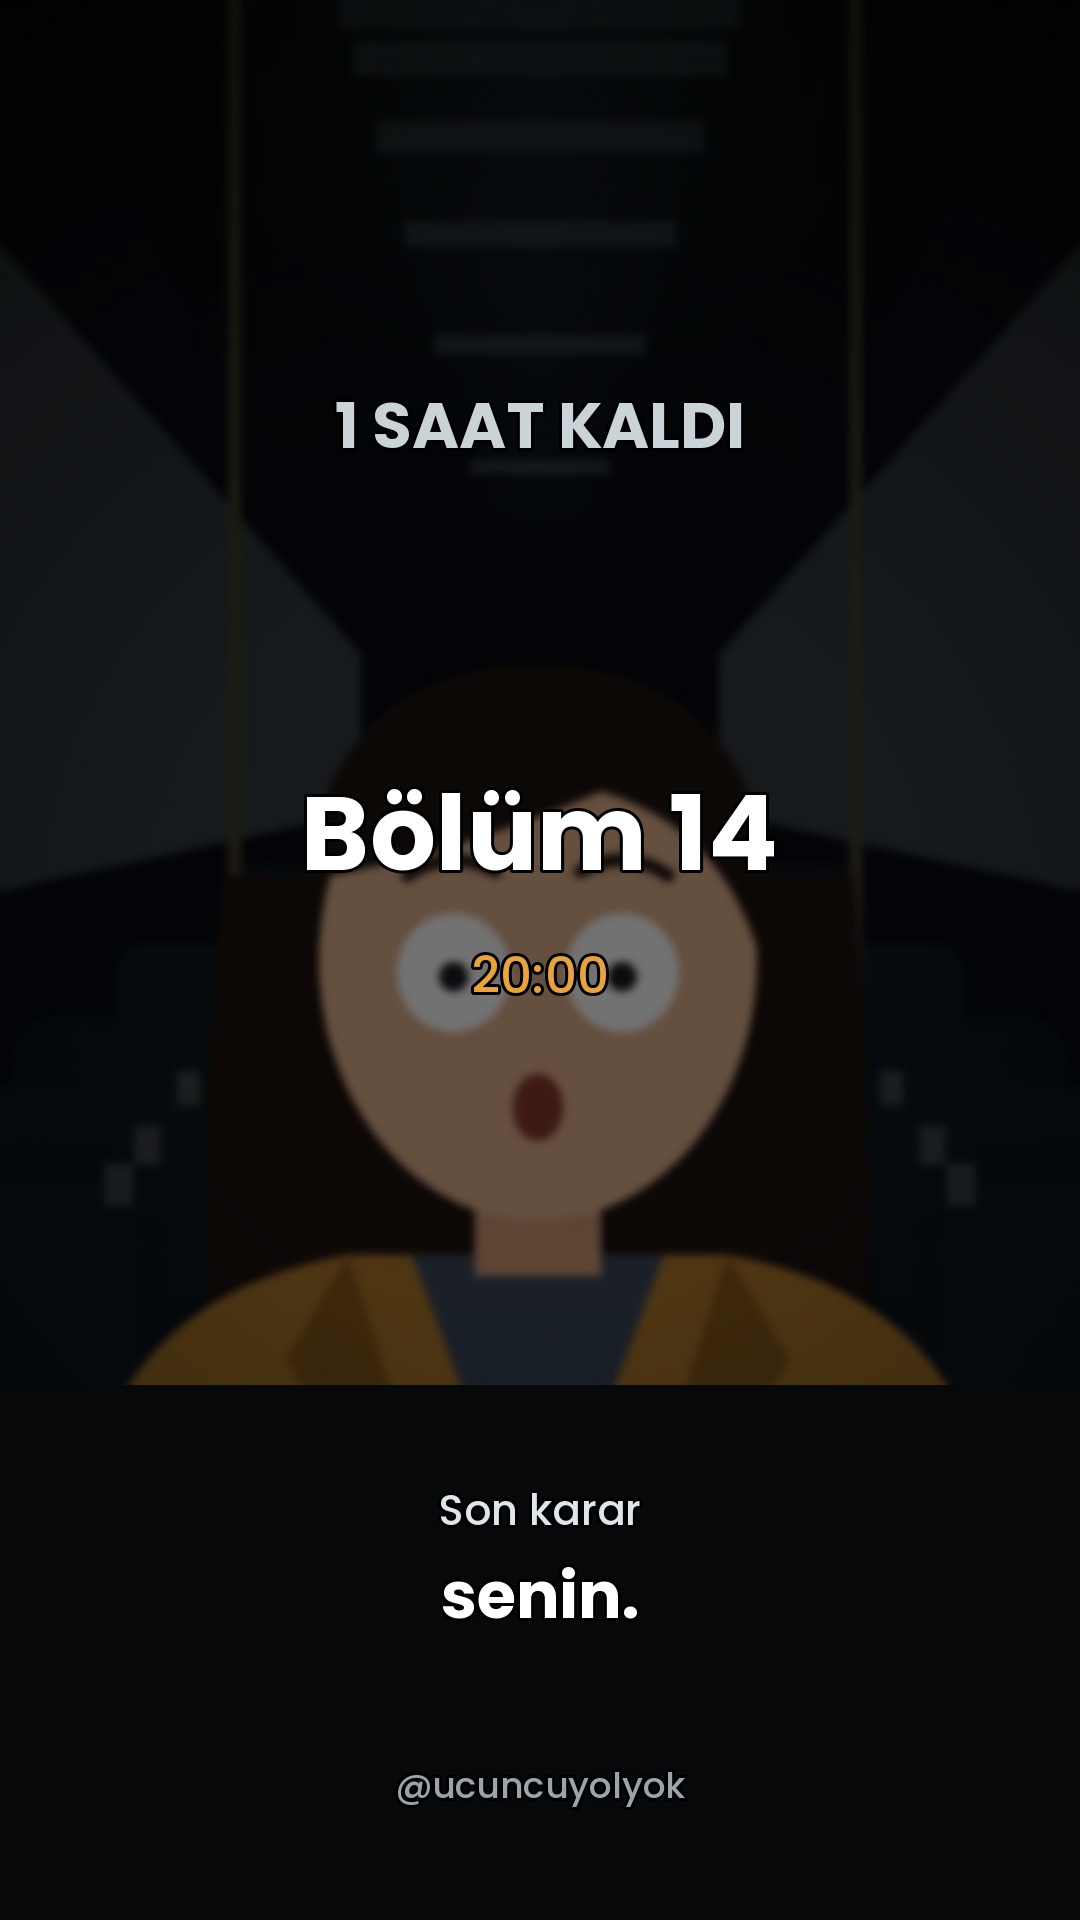 1 SAAT KALDI
Bölüm 14
20:00
Son karar
senin.
@ucuncuyolyok